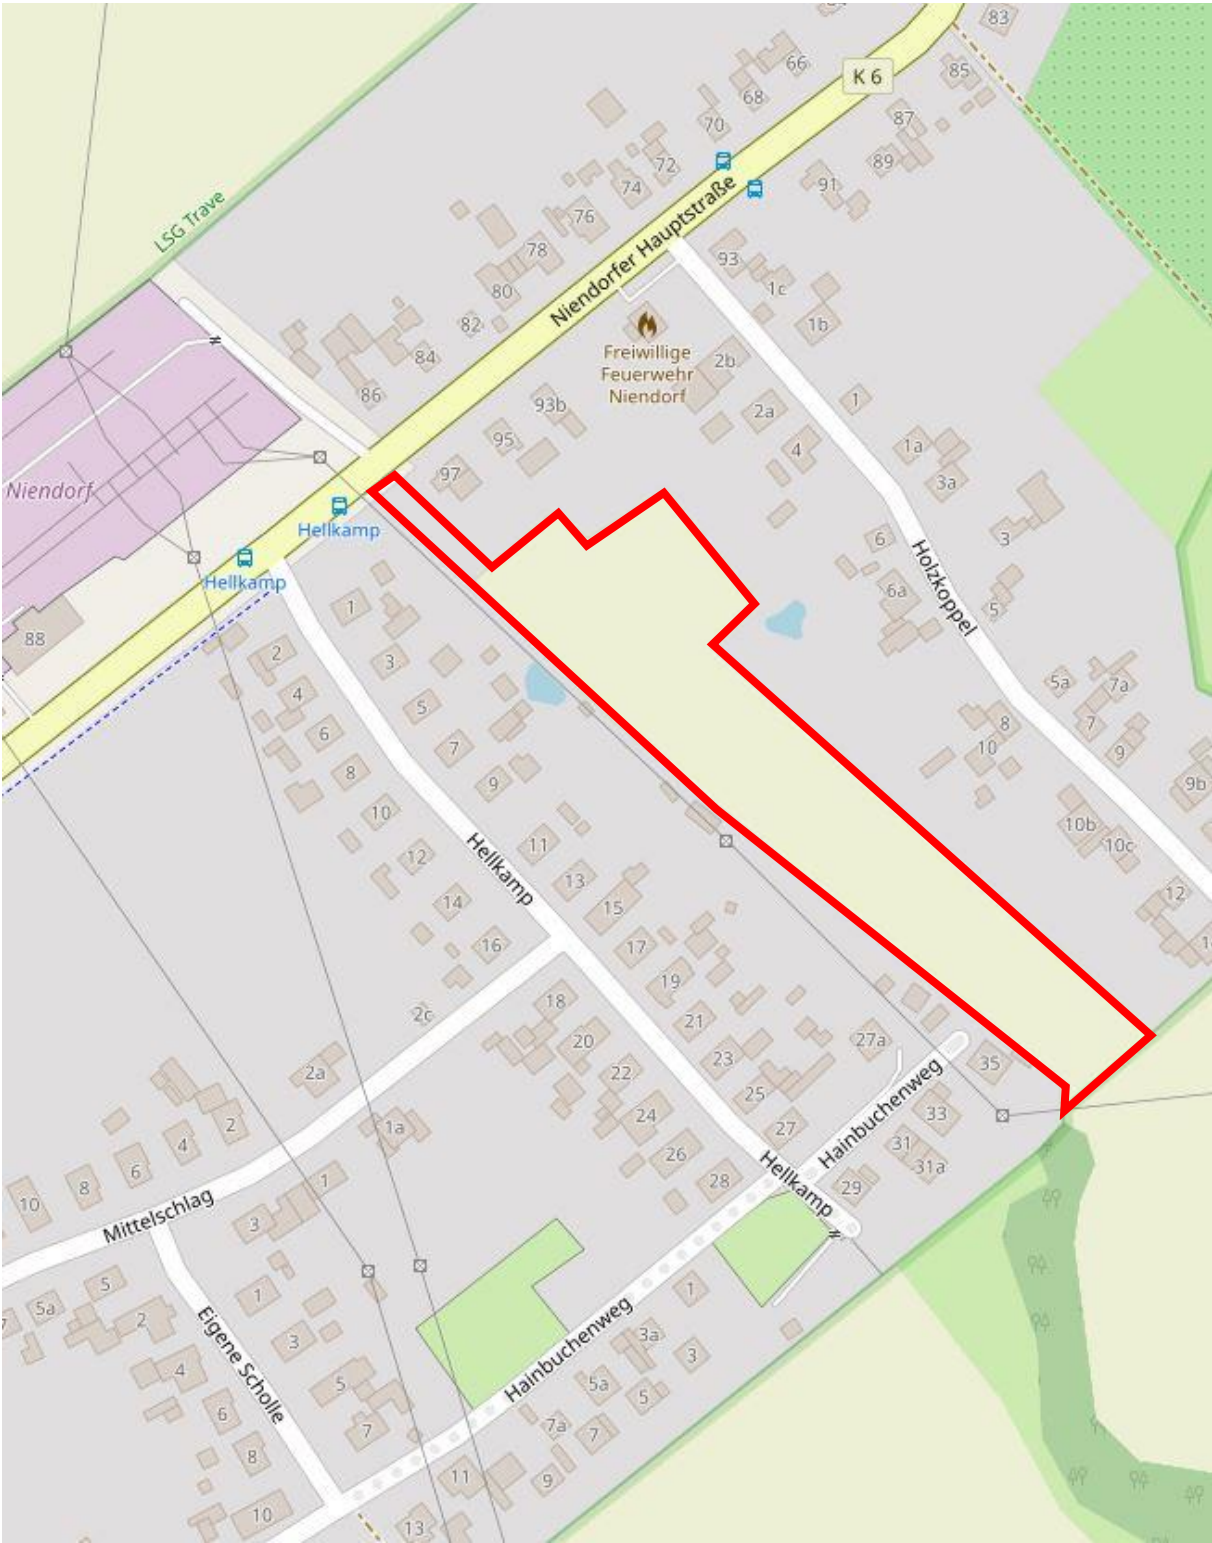 83
K 6
66
85
68
87
70
72
89
74
91
76
LSG Trave
Niendorfer Hauptstraße
78
93
1c
80
82
1b
Freiwillige
Feuerwehr
Niendorf
84
2b
86
93b
2a
1
95
4
1a
97
3a
Niendorf
Hellkamp
3
6
Holzkoppel
Hellkamp
6a
1
5
88
2
3
4
5a
7a
5
6
8
7
7
10
9
8
9
9b
10
10b
11
10c
Hellkamp
12
13
12
14
15
16
17
19
18
2c
21
20
27a
23
2a
22
35
25
Hainbuchenweg
24
33
2
1a
27
4
31
26
6
31a
8
1
28
Hellkamp
29
10
Mittelschlag
3
5
1
1
5a
2
Eigene Scholle
Hainbuchenweg
3a
3
3
4
5
5a
5
6
7a
7
7
8
11
9
10
13